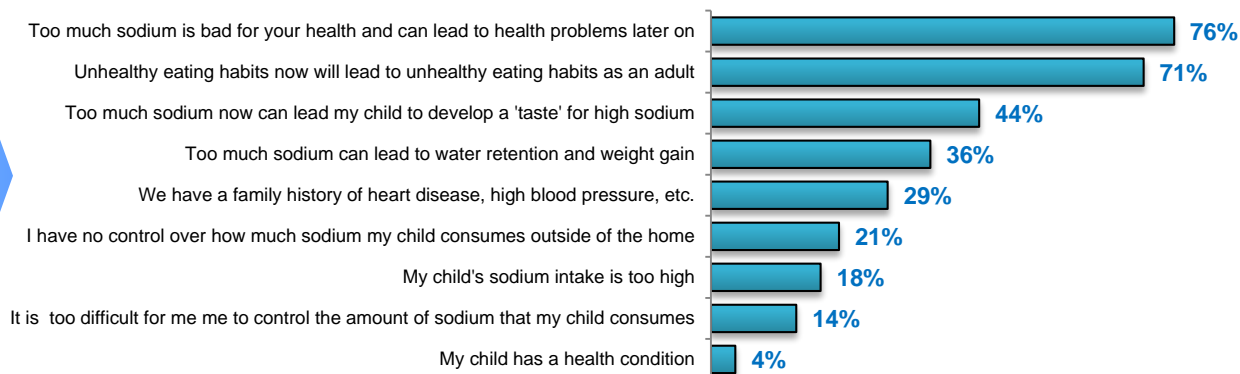 Too much sodium is bad for your health and can lead to health problems later on 76%
Unhealthy eating habits now will lead to unhealthy eating habits as an adult 71%
Too much sodium now can lead my child to develop a 'taste' for high sodium 44%
Too much sodium can lead to water retention and weight gain 36%
We have a family history of heart disease, high blood pressure, etc. 29%
I have no control over how much sodium my child consumes outside of the home 21%
My child's sodium intake is too high 18%
It is  too difficult for me me to control the amount of sodium that my child consumes 14%
My child has a health condition 4%